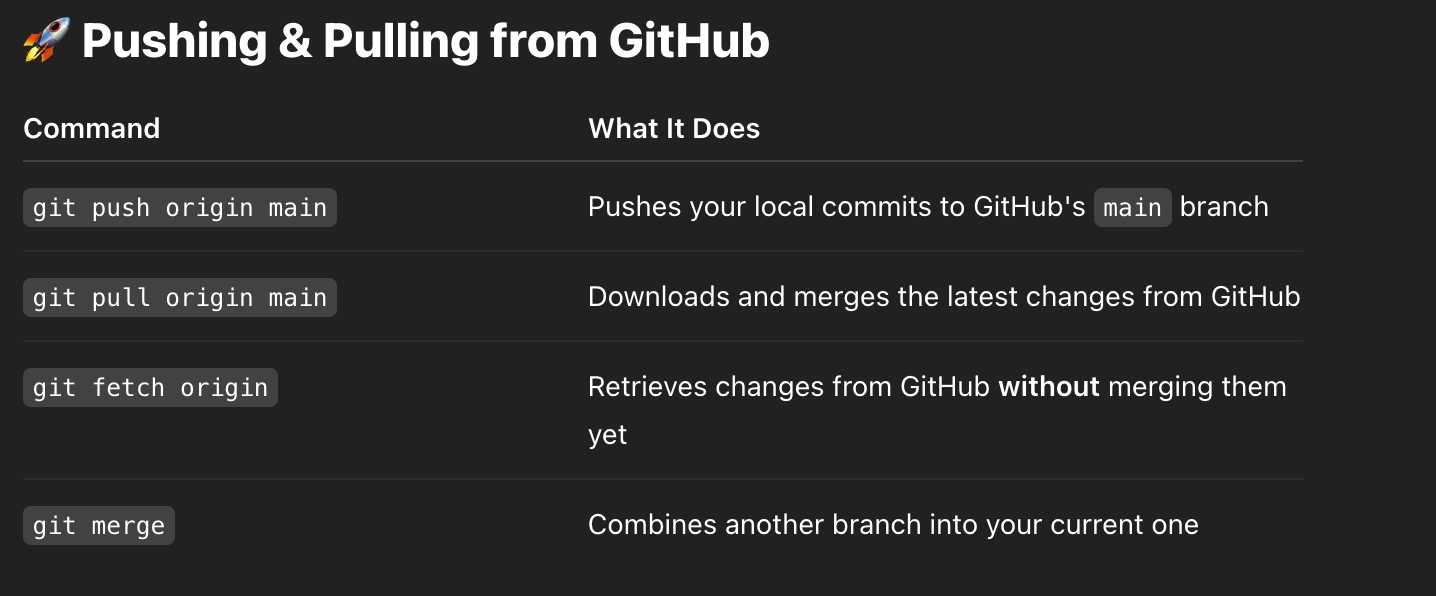 🚀 Pushing & Pulling from GitHub
Command What It Does
git push origin main Pushes your local commits to GitHub's main branch
git pull origin main Downloads and merges the latest changes from GitHub
git fetch origin Retrieves changes from GitHub without merging them
yet
git merge Combines another branch into your current one